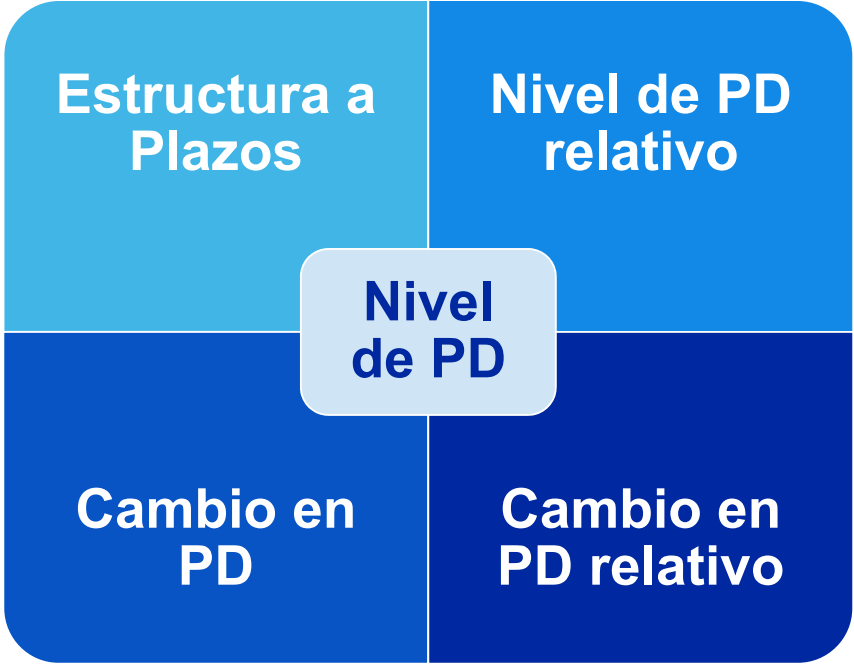 Estructura a
Plazos
Nivel de PD
relativo
Nivel
de PD
Cambio en
PD
Cambio en
PD relativo